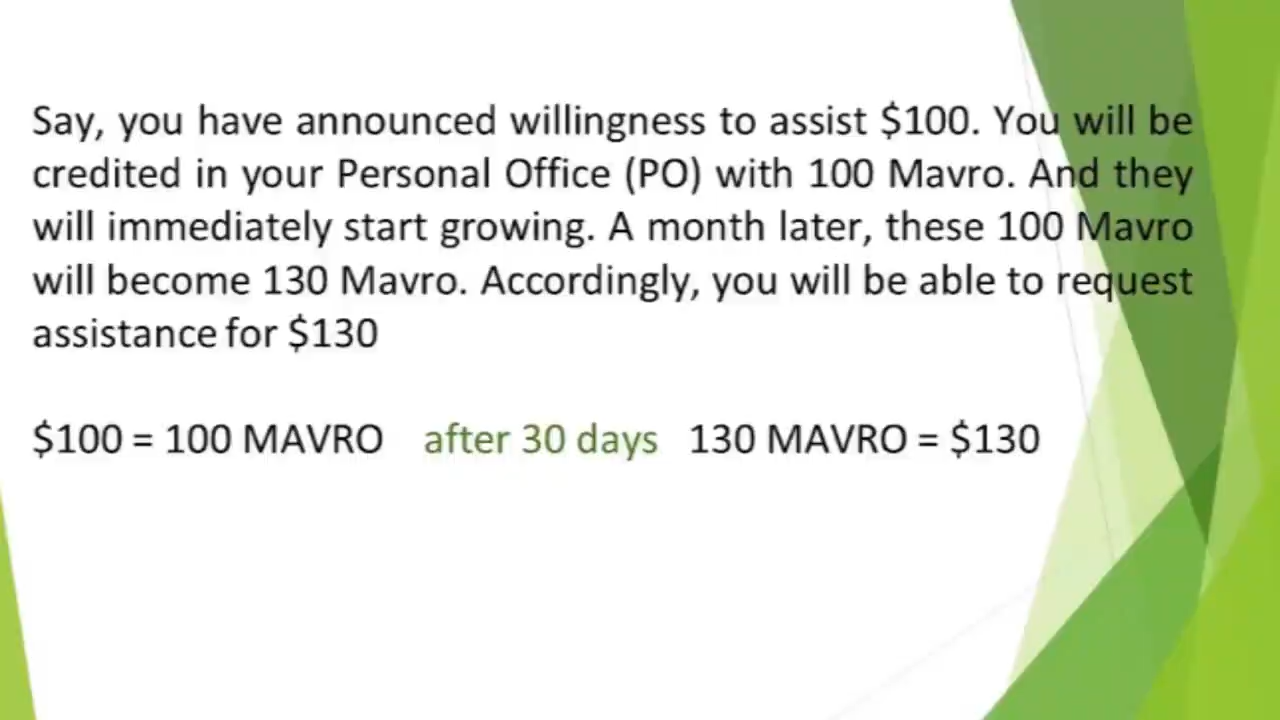 Say, you have announced willingness to assist $100. You will be
credited in your Personal Office (PO) with 100 Mavro. And they
will immediately start growing. A month later, these 100 Mavro
will become 130 Mavro. Accordingly, you will be able to request
assistance for $130
$100 = 100 MAVRO after 30 days 130 MAVRO = $130